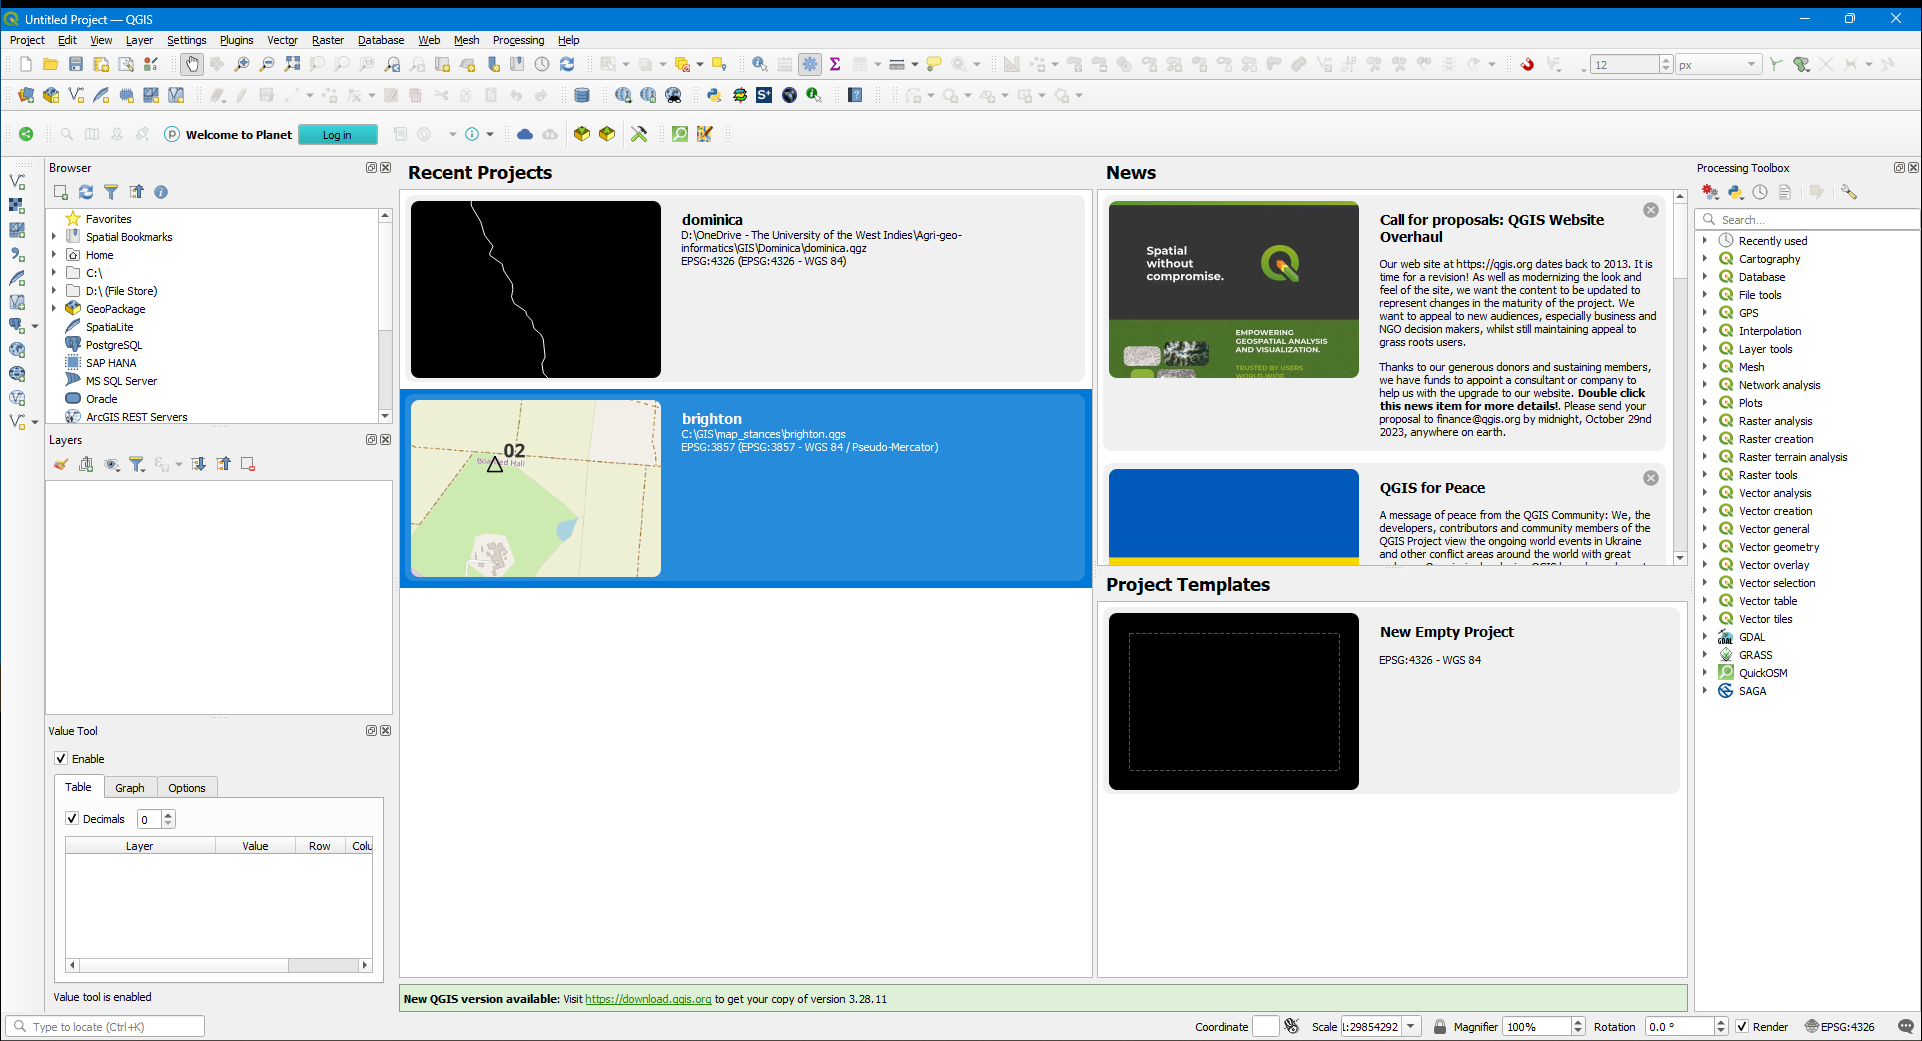 Untitled Project — QGIS
Project Edit View Layer Settings Plugins Vector Raster Database Web Mesh Processing Help
12 px
Welcome to Planet Log in
Browser
Favorites
Spatial Bookmarks
Home
C:\
D:\ (File Store)
GeoPackage
SpatiaLite
PostgreSQL
SAP HANA
MS SQL Server
Oracle
ArcGIS REST Servers
Layers
Value Tool
Enable
Table Graph Options
Decimals 0
Layer Value Row Colu
Value tool is enabled
Type to locate (Ctrl+K)
Recent Projects
dominica
D:\OneDrive - The University of the West Indies\Agri-geo-
informatics\GIS\Dominica\dominica.qgz
EPSG:4326 (EPSG:4326 - WGS 84)
02
brighton
C:\GIS\map_stances\brighton.qgs
EPSG:3857 (EPSG:3857 - WGS 84 / Pseudo-Mercator)
News
Spatial
without
compromise.
EMPOWERING
GEOSPATIAL ANALYSIS
AND VISUALIZATION.
TRUSTED BY USERS
WORLD-WIDE
Call for proposals: QGIS Website
Overhaul
Our web site at https://qgis.org dates back to 2013. It is
time for a revision! As well as modernizing the look and
feel of the site, we want the content to be updated to
represent changes in the maturity of the project. We
want to appeal to new audiences, especially business and
NGO decision makers, whilst still maintaining appeal to
grass roots users.
Thanks to our generous donors and sustaining members,
we have funds to appoint a consultant or company to
help us with the upgrade to our website. Double click
this news item for more details!. Please send your
proposal to finance@qgis.org by midnight, October 29nd
2023, anywhere on earth.
QGIS for Peace
A message of peace from the QGIS Community: We, the
developers, contributors and community members of the
QGIS Project view the ongoing world events in Ukraine
and other conflict areas around the world with great
Project Templates
New Empty Project
EPSG:4326 - WGS 84
New QGIS version available: Visit https://download.qgis.org to get your copy of version 3.28.11
Processing Toolbox
Search...
Recently used
Cartography
Database
File tools
GPS
Interpolation
Layer tools
Mesh
Network analysis
Plots
Raster analysis
Raster creation
Raster terrain analysis
Raster tools
Vector analysis
Vector creation
Vector general
Vector geometry
Vector overlay
Vector selection
Vector table
Vector tiles
GDAL
GRASS
QuickOSM
SAGA
Coordinate Scale 1:29854292 Magnifier 100% Rotation 0.0 ° Render EPSG:4326